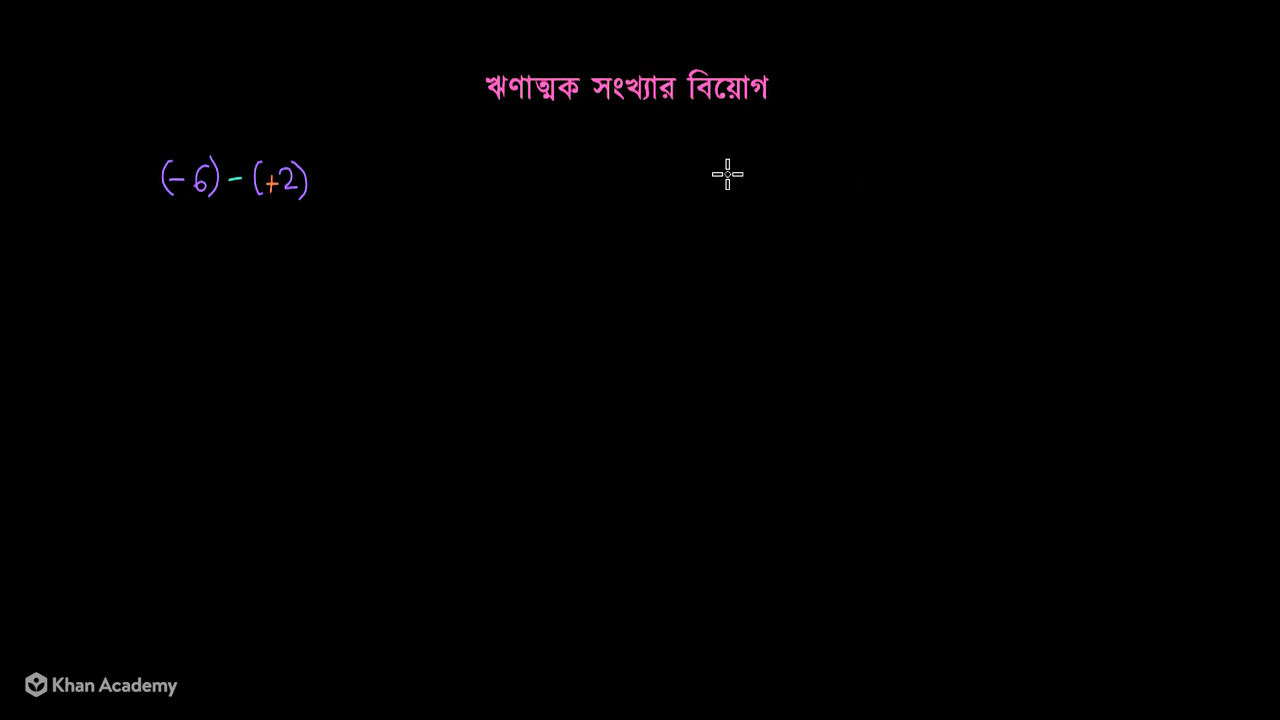 ঋণাত্মক সংখ্যার বিয়োগ
(- 6) - (+2)
Khan Academy